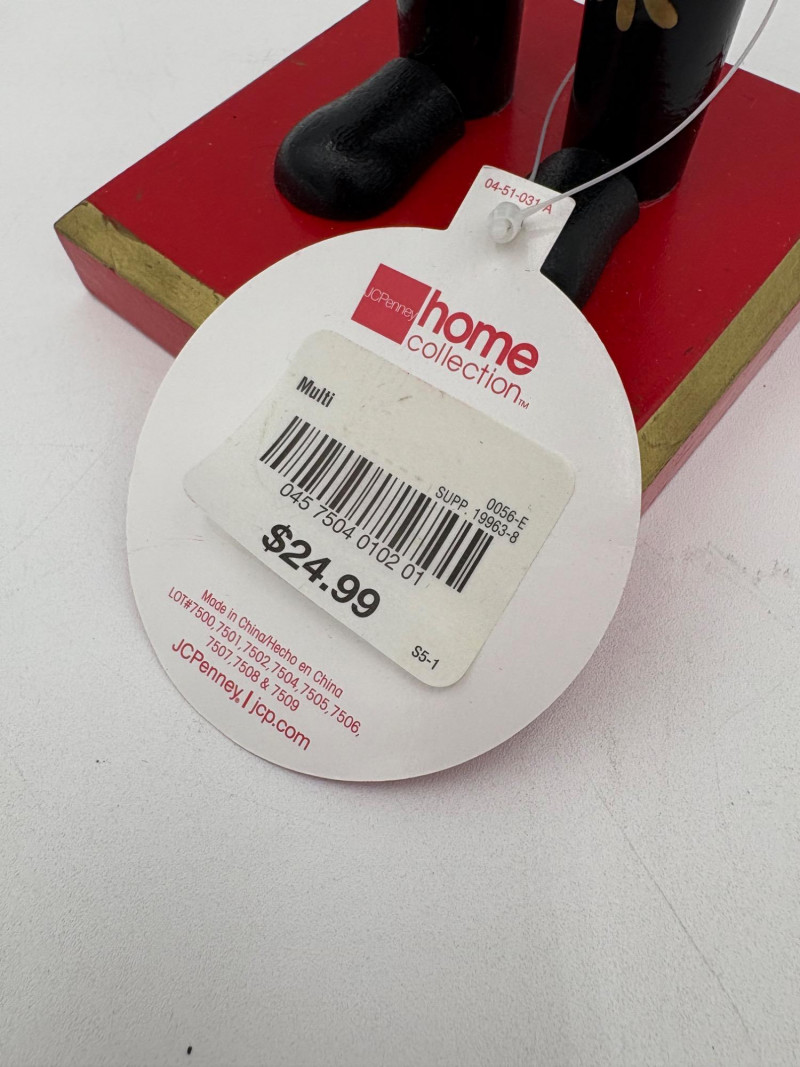 04-51-031 A
JCPenney
home
collection™
Multi
0056-E
SUPP. 19963-8
045 7504 0102 01
$24.99
S5-1
Made in China/Hecho en China
LOT#7500,7501,7502,7504,7505,7506,
7507,7508 & 7509
JCPenney® | jcp.com